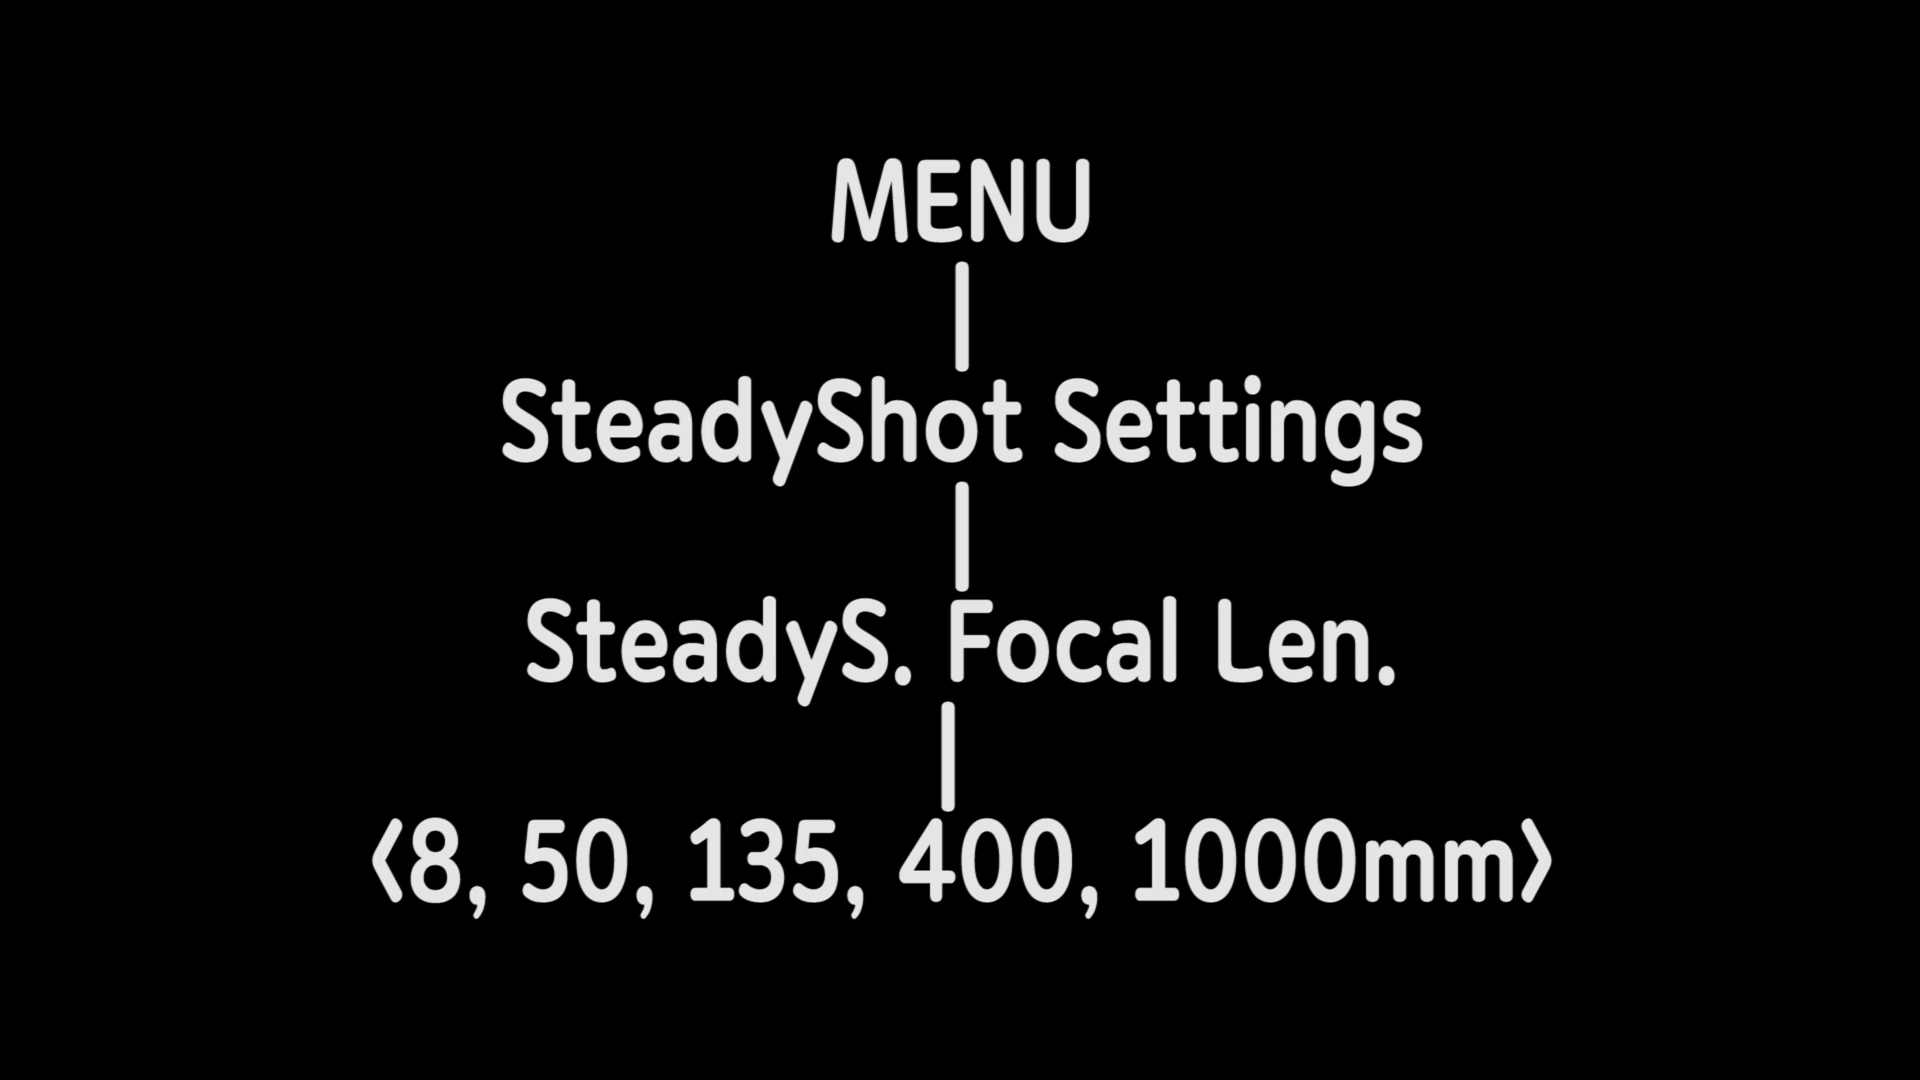 MENU
SteadyShot Settings
SteadyS. Focal Len.
⟨8, 50, 135, 400, 1000mm⟩